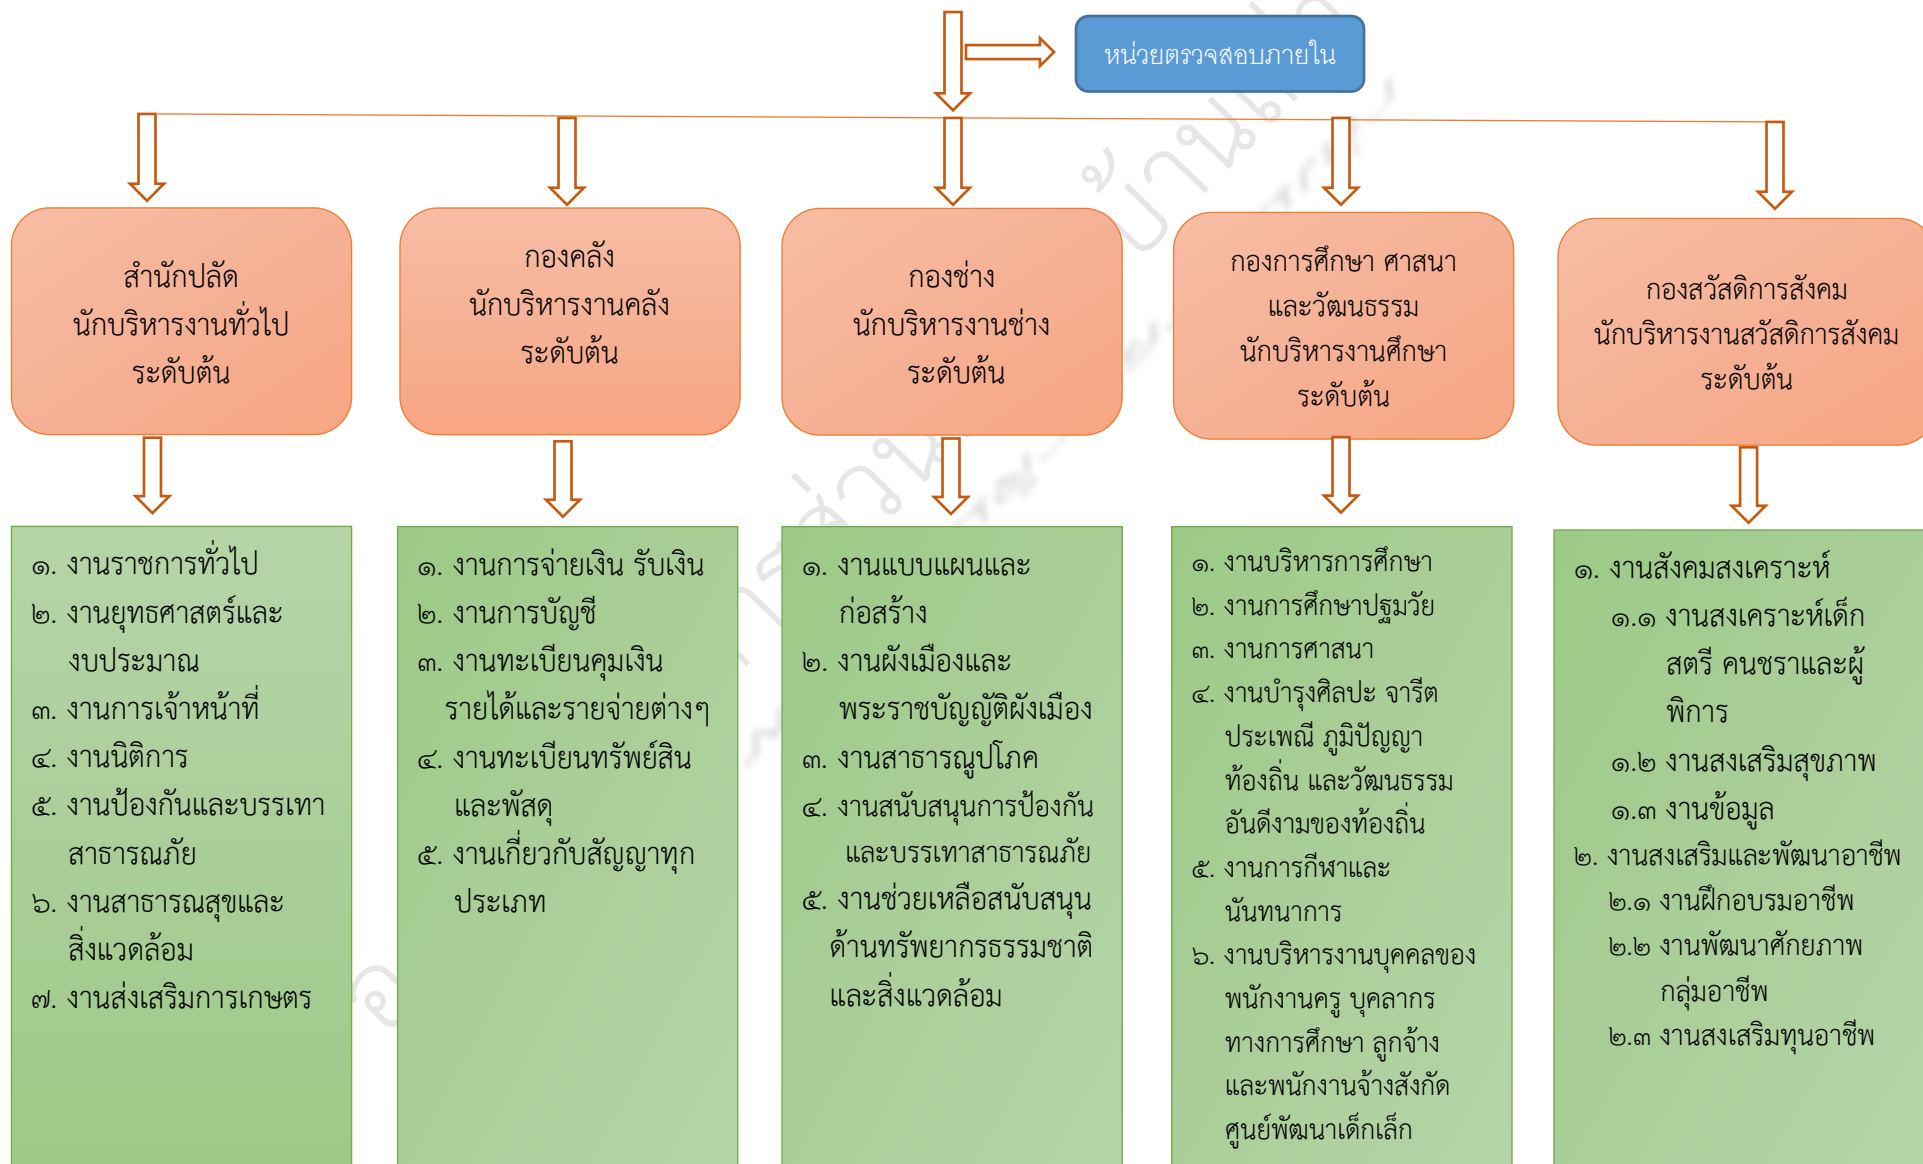 หน่วยตรวจสอบภายใน
สำนักปลัด
นักบริหารงานทั่วไป
ระดับต้น
กองคลัง
นักบริหารงานคลัง
ระดับต้น
กองช่าง
นักบริหารงานช่าง
ระดับต้น
กองการศึกษา ศาสนา
และวัฒนธรรม
นักบริหารงานศึกษา
ระดับต้น
กองสวัสดิการสังคม
นักบริหารงานสวัสดิการสังคม
ระดับต้น
๑. งานราชการทั่วไป
๒. งานยุทธศาสตร์และ
งบประมาณ
๓. งานการเจ้าหน้าที่
๔. งานนิติการ
๕. งานป้องกันและบรรเทา
สาธารณภัย
๖. งานสาธารณสุขและ
สิ่งแวดล้อม
๗. งานส่งเสริมการเกษตร
๑. งานการจ่ายเงิน รับเงิน
๒. งานการบัญชี
๓. งานทะเบียนคุมเงิน
รายได้และรายจ่ายต่างๆ
๔. งานทะเบียนทรัพย์สิน
และพัสดุ
๕. งานเกี่ยวกับสัญญาทุก
ประเภท
๑. งานแบบแผนและ
ก่อสร้าง
๒. งานผังเมืองและ
พระราชบัญญัติผังเมือง
๓. งานสาธารณูปโภค
๔. งานสนับสนุนการป้องกัน
และบรรเทาสาธารณภัย
๕. งานช่วยเหลือสนับสนุน
ด้านทรัพยากรธรรมชาติ
และสิ่งแวดล้อม
๑. งานบริหารการศึกษา
๒. งานการศึกษาปฐมวัย
๓. งานการศาสนา
๔. งานบำรุงศิลปะ จารีต
ประเพณี ภูมิปัญญา
ท้องถิ่น และวัฒนธรรม
อันดีงามของท้องถิ่น
๕. งานการกีฬาและ
นันทนาการ
๖. งานบริหารงานบุคคลของ
พนักงานครู บุคลากร
ทางการศึกษา ลูกจ้าง
และพนักงานจ้างสังกัด
ศูนย์พัฒนาเด็กเล็ก
๑. งานสังคมสงเคราะห์
๑.๑ งานสงเคราะห์เด็ก
สตรี คนชราและผู้
พิการ
๑.๒ งานสงเสริมสุขภาพ
๑.๓ งานข้อมูล
๒. งานสงเสริมและพัฒนาอาชีพ
๒.๑ งานฝึกอบรมอาชีพ
๒.๒ งานพัฒนาศักยภาพ
กลุ่มอาชีพ
๒.๓ งานสงเสริมทุนอาชีพ